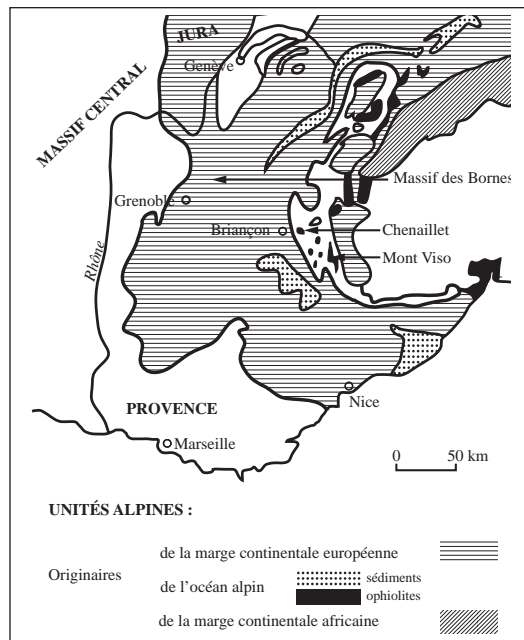 JURA
Genève
MASSIF CENTRAL
Massif des Bornes
Grenoble
Briançon
Chenaillet
Mont Viso
Rhône
Nice
PROVENCE
Marseille
0 50 km
UNITÉS ALPINES :
de la marge continentale européenne
Originaires
de l'océan alpin
sédiments
ophiolites
de la marge continentale africaine